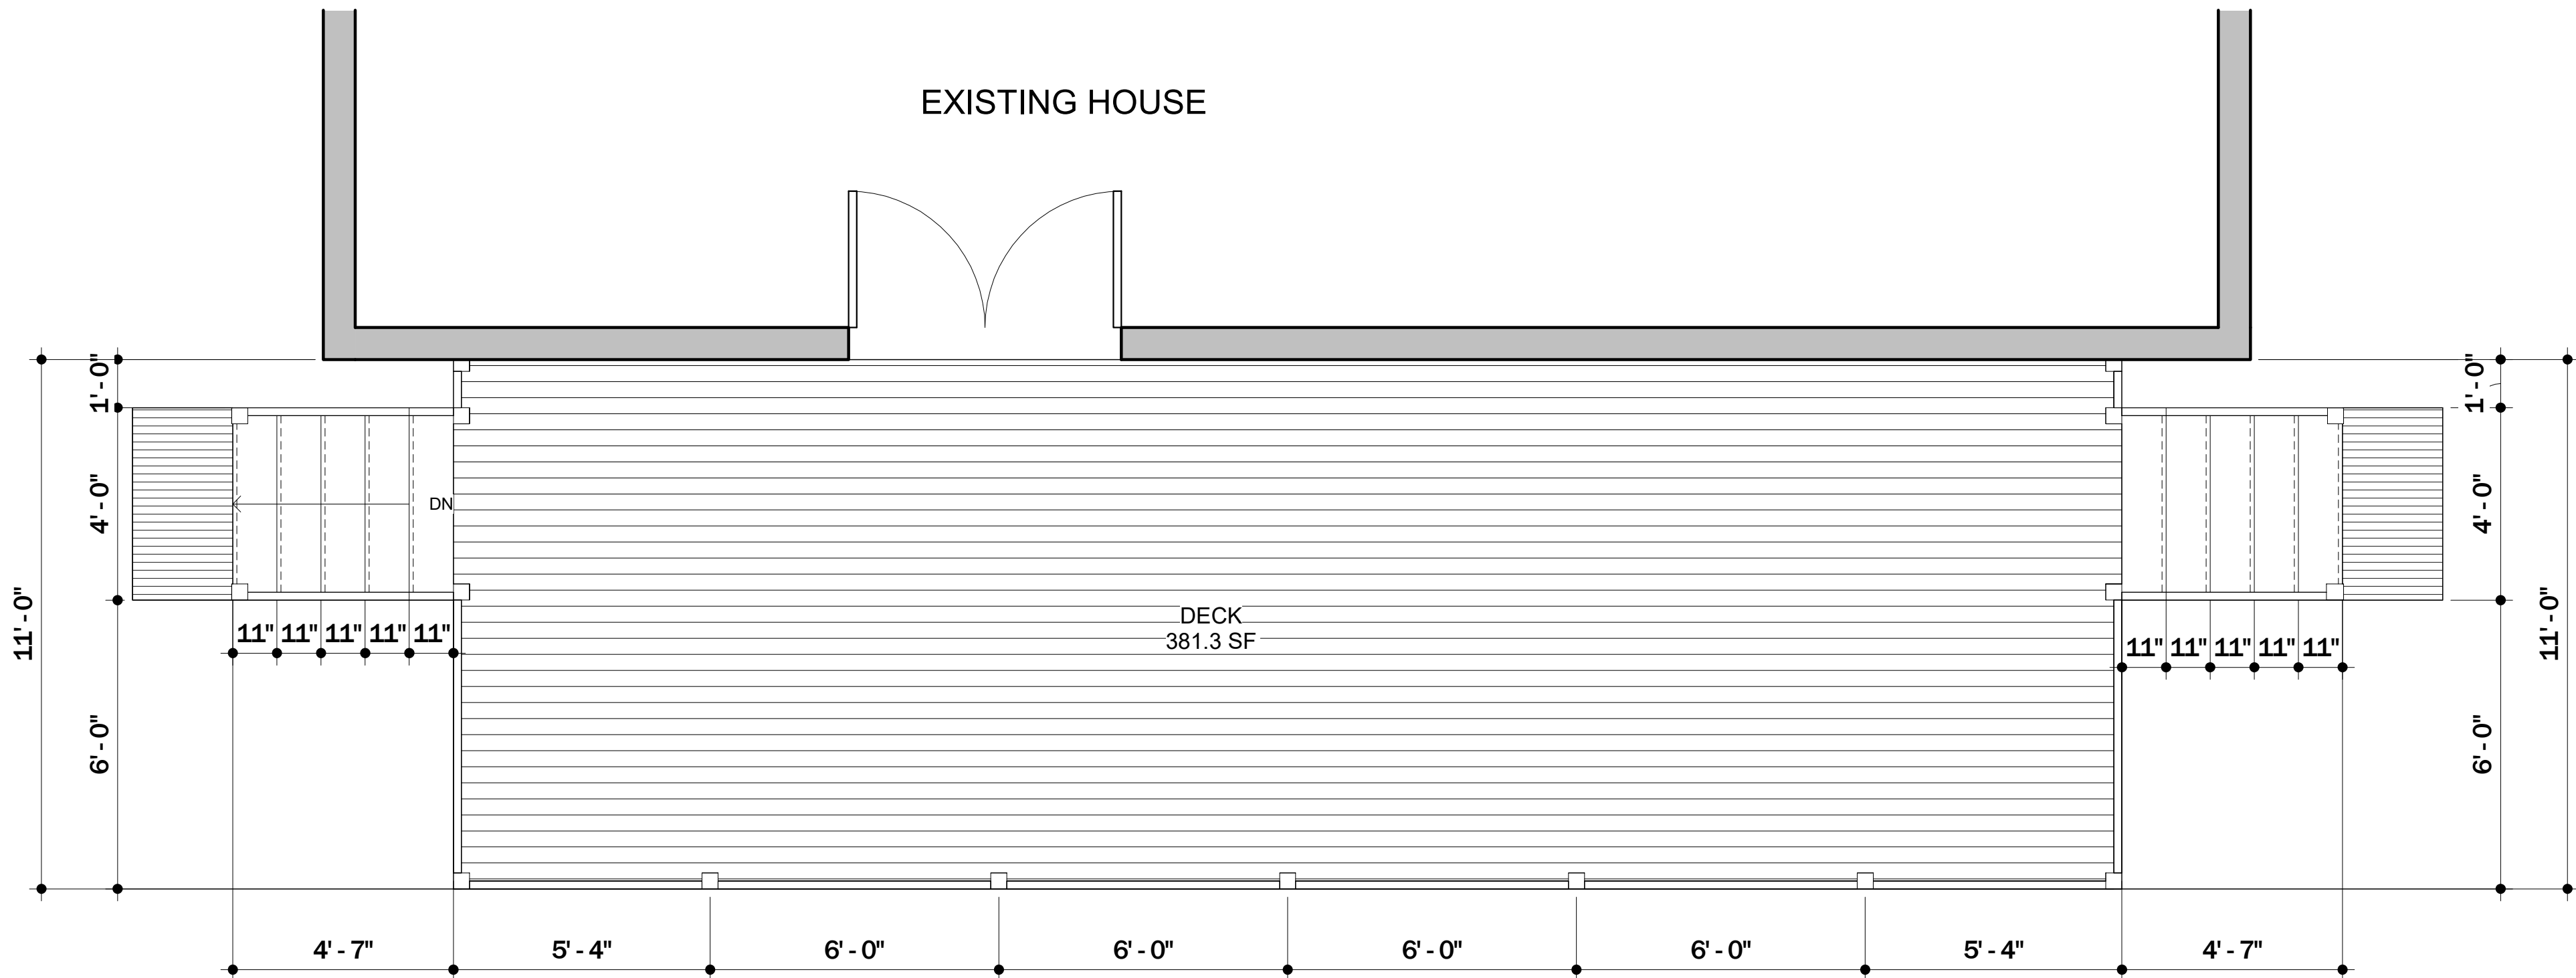 EXISTING HOUSE
1'-0"
1'-0"
4'-0"
DN
4'-0"
11'-0"
DECK
381.3 SF
11'-0"
11" 11" 11" 11" 11"
11" 11" 11" 11" 11"
6'-0"
6'-0"
4'-7" 5'-4" 6'-0" 6'-0" 6'-0" 6'-0" 5'-4" 4'-7"